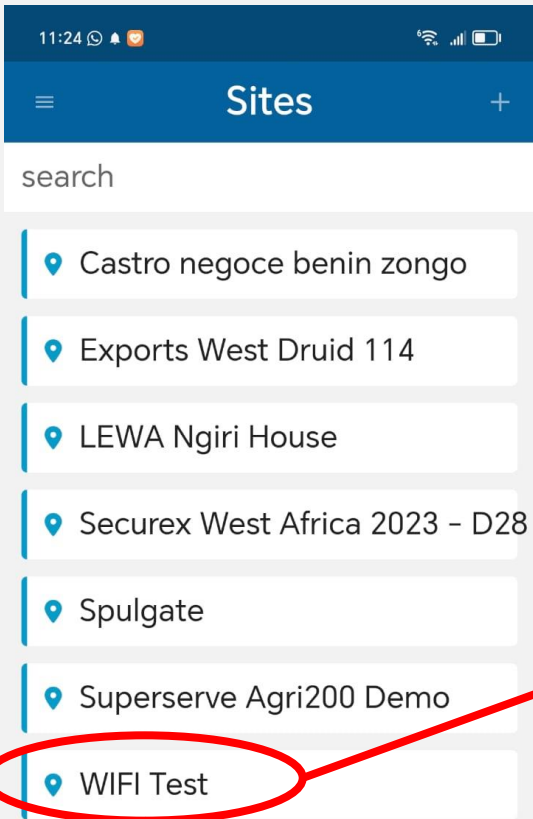 11:24
Sites
search
Castro negoce benin zongo
Exports West Druid 114
LEWA Ngiri House
Securex West Africa 2023 - D28
Spulgate
Superserve Agri200 Demo
WIFI Test